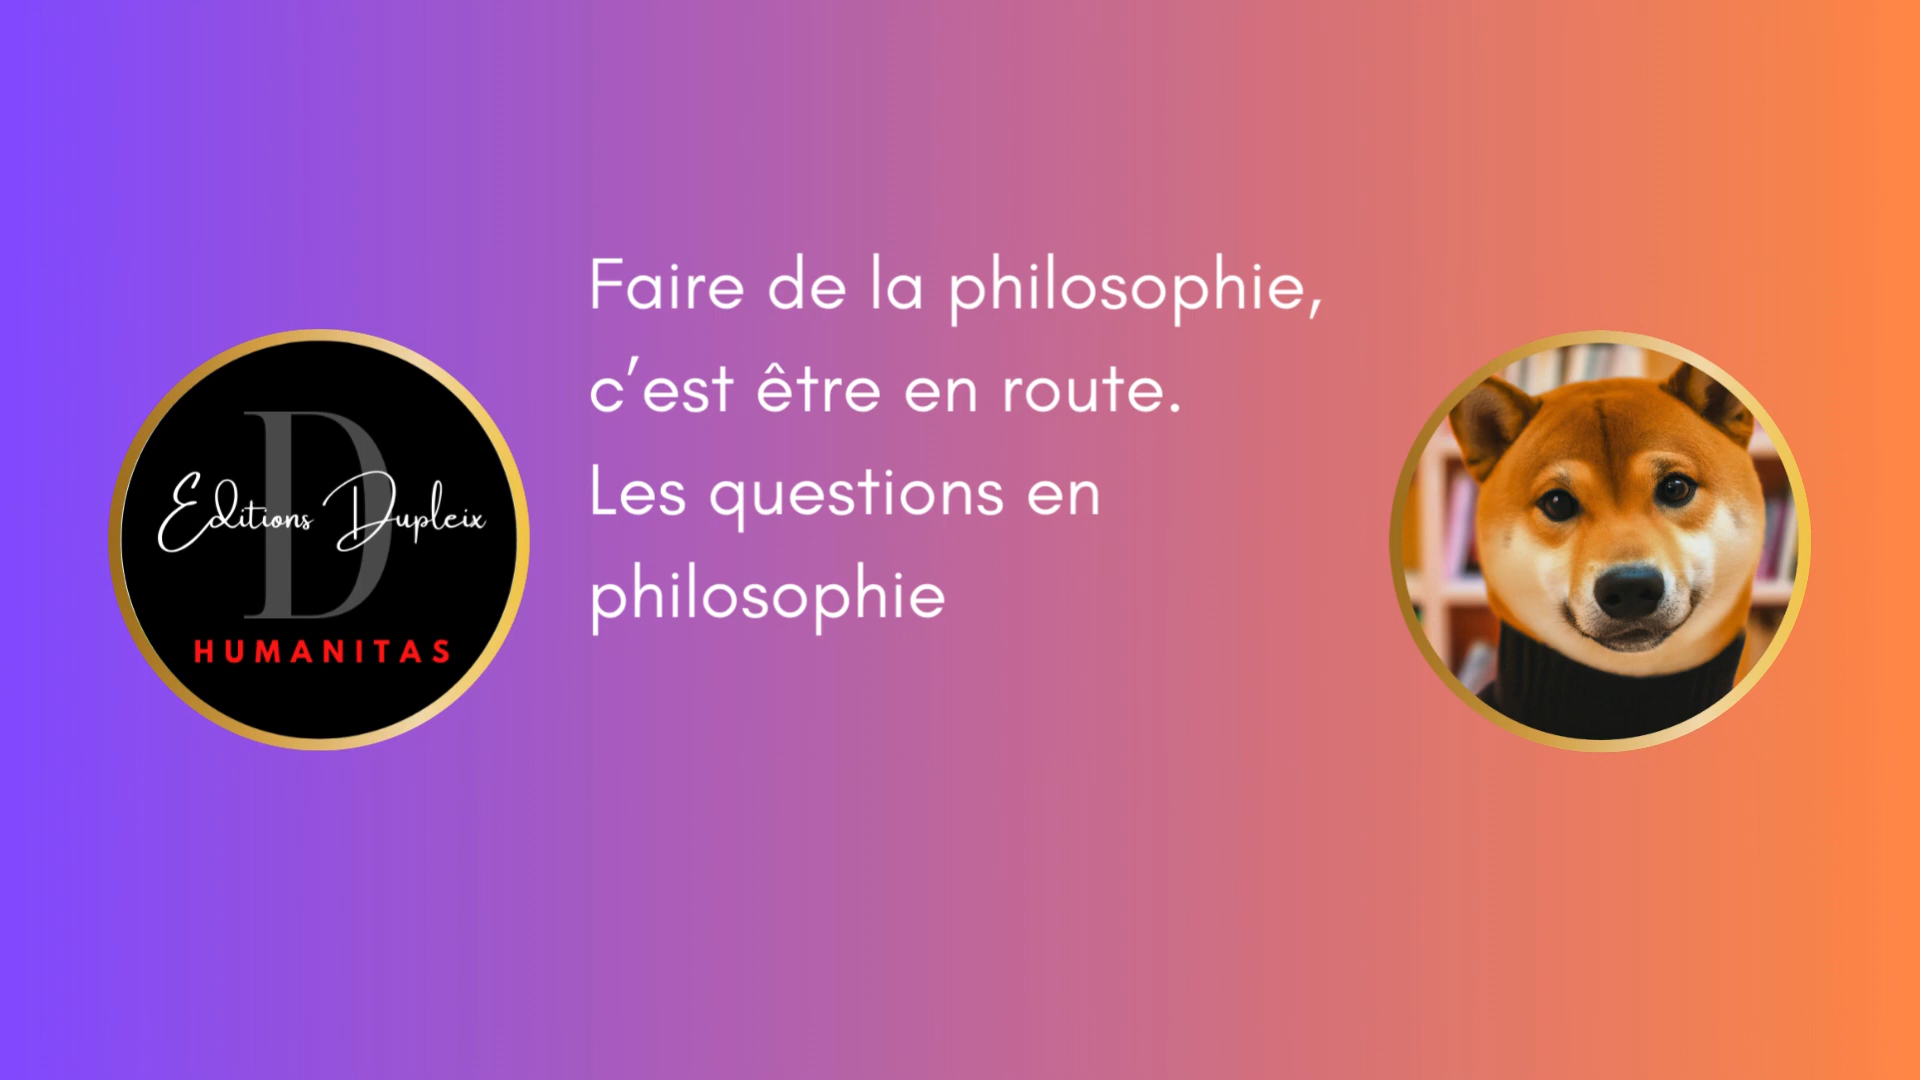 Editions Dupleix
D
HUMANITAS
Faire de la philosophie,
c’est être en route.
Les questions en
philosophie